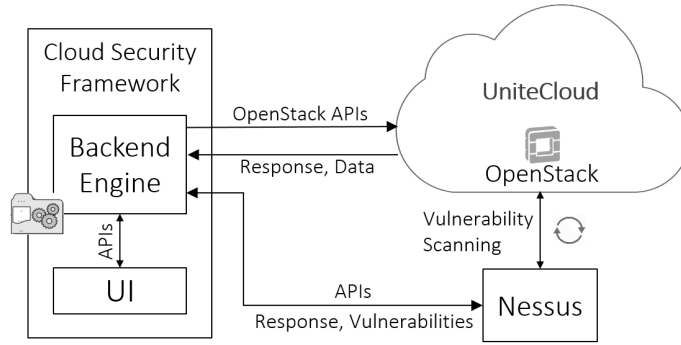 Cloud Security
Framework
Backend
Engine
APIs
UI
OpenStack APIs
Response, Data
UniteCloud
OpenStack
Vulnerability
Scanning
APIs
Response, Vulnerabilities
Nessus